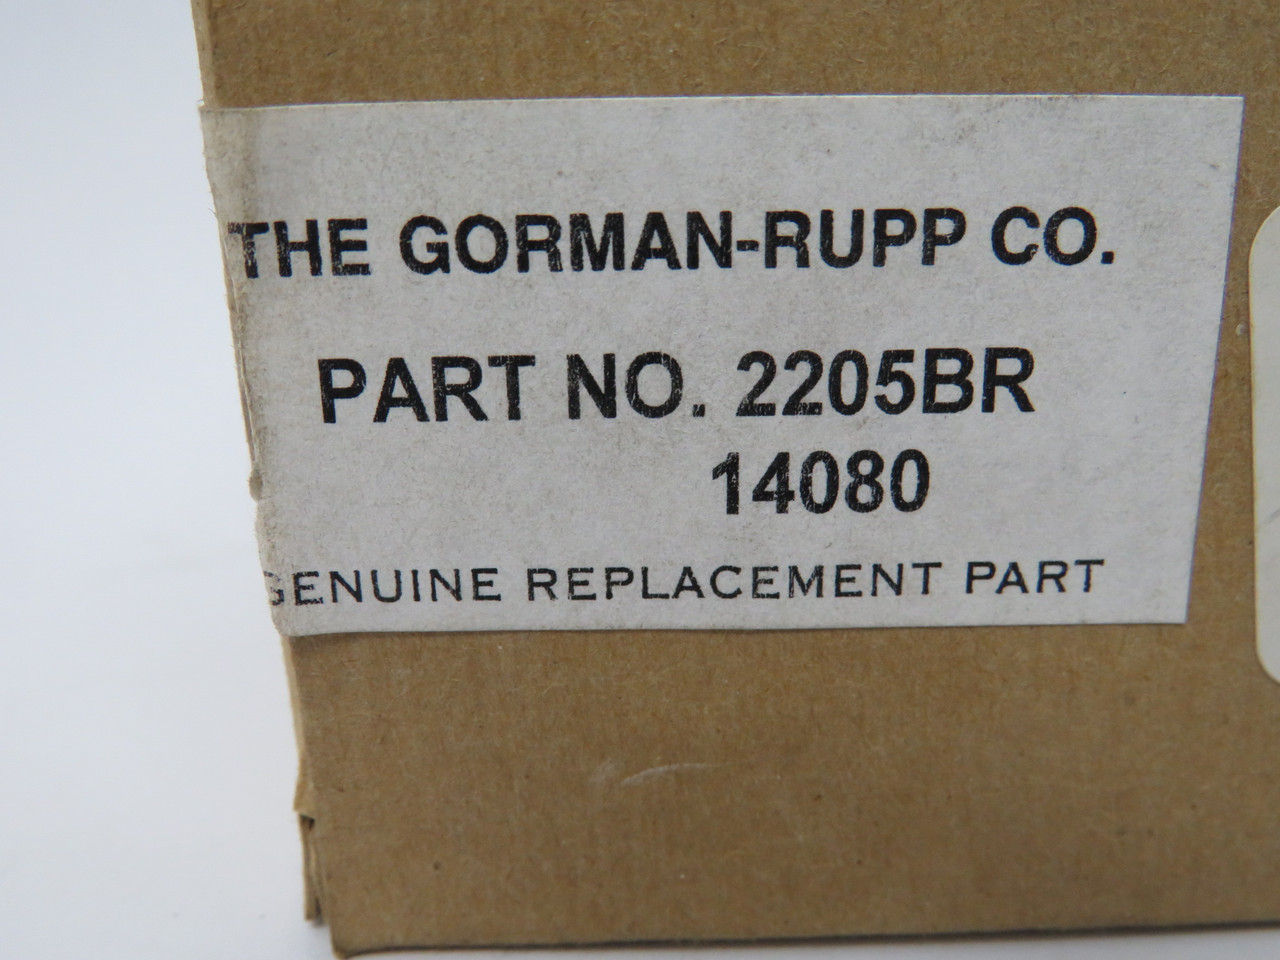 THE GORMAN-RUPP CO.
PART NO. 2205BR
14080
GENUINE REPLACEMENT PART